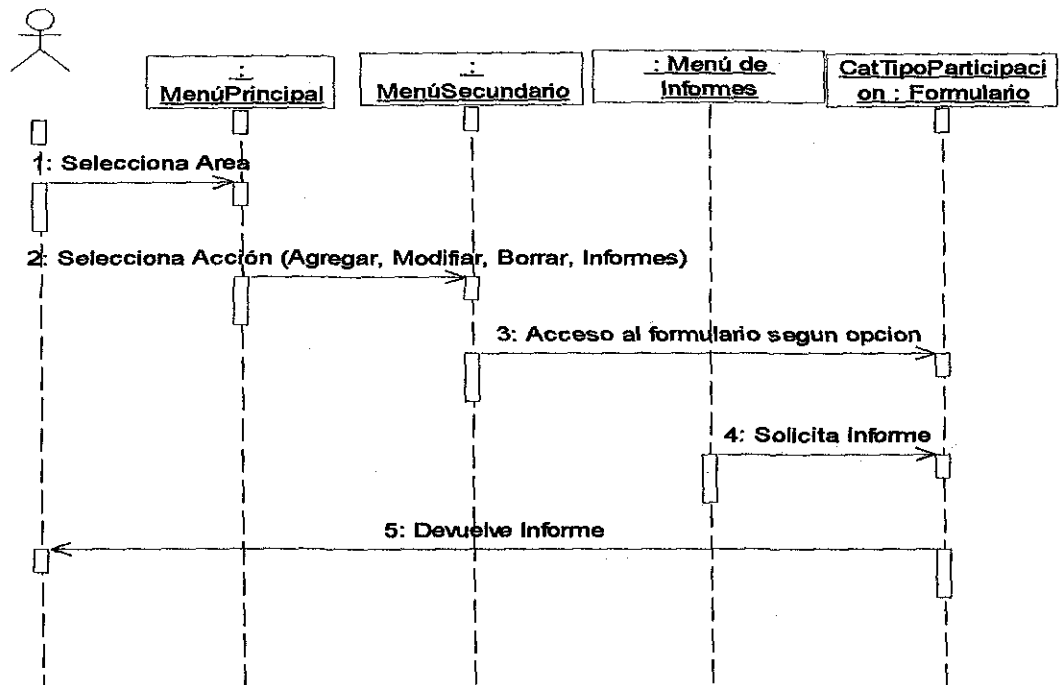 :
MenúPrincipal
:
MenúSecundario
: Menú de
Informes
CatTipoParticipaci
on : Formulario
1: Selecciona Area
2: Selecciona Acción (Agregar, Modifiar, Borrar, Informes)
3: Acceso al formulario segun opcion
4: Solicita Informe
5: Devuelve Informe